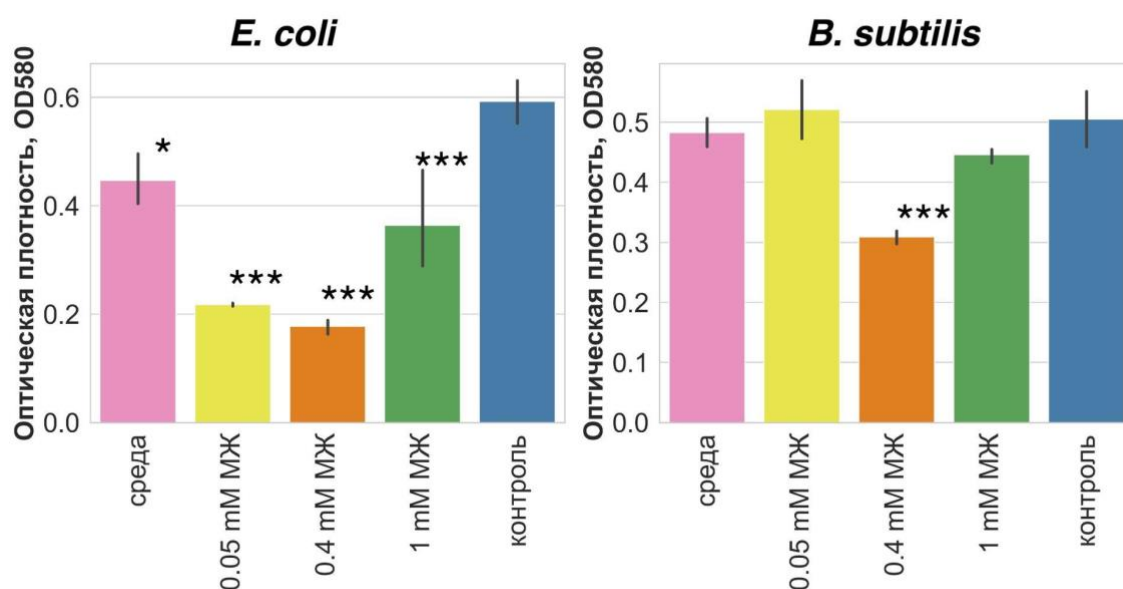 E. coli
Оптическая плотность, OD580
0.6
0.4
0.2
0.0
*
***
***
***
среда
0.05 mM МЖ
0.4 mM МЖ
1 mM МЖ
контроль
B. subtilis
Оптическая плотность, OD580
0.5
0.4
0.3
0.2
0.1
0.0
***
среда
0.05 mM МЖ
0.4 mM МЖ
1 mM МЖ
контроль